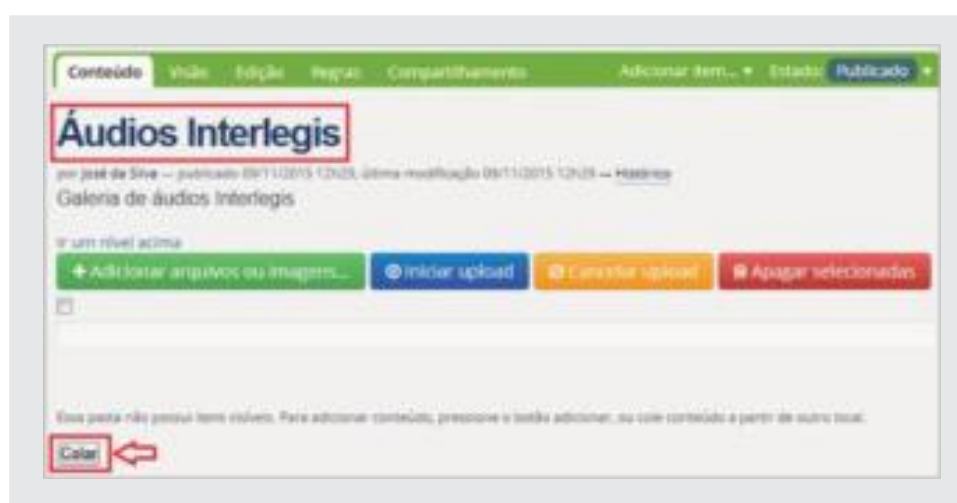 Conteúdo Visão Edição Regras Compartilhamento Adicionar item... Estado: Publicado
Áudios Interlegis
por José da Silva — publicado 09/11/2015 12h29, última modificação 09/11/2015 12h29 — Histórico
Galeria de áudios Interlegis
Ir um nível acima
+ Adicionar arquivos ou imagens... Iniciar upload Cancelar upload Apagar selecionadas
Essa pasta não possui itens visíveis. Para adicionar conteúdo, pressione o botão adicionar, ou cole conteúdo a partir de outro local.
Colar